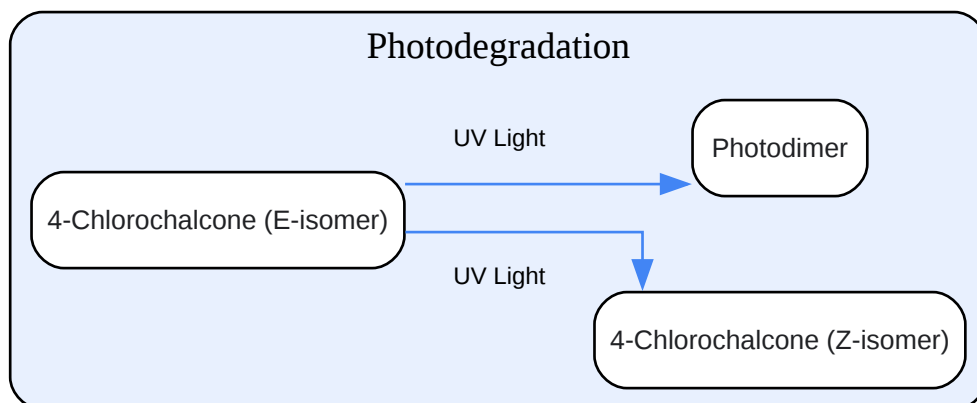 Photodegradation
UV Light
Photodimer
4-Chlorochalcone (E-isomer)
UV Light
4-Chlorochalcone (Z-isomer)